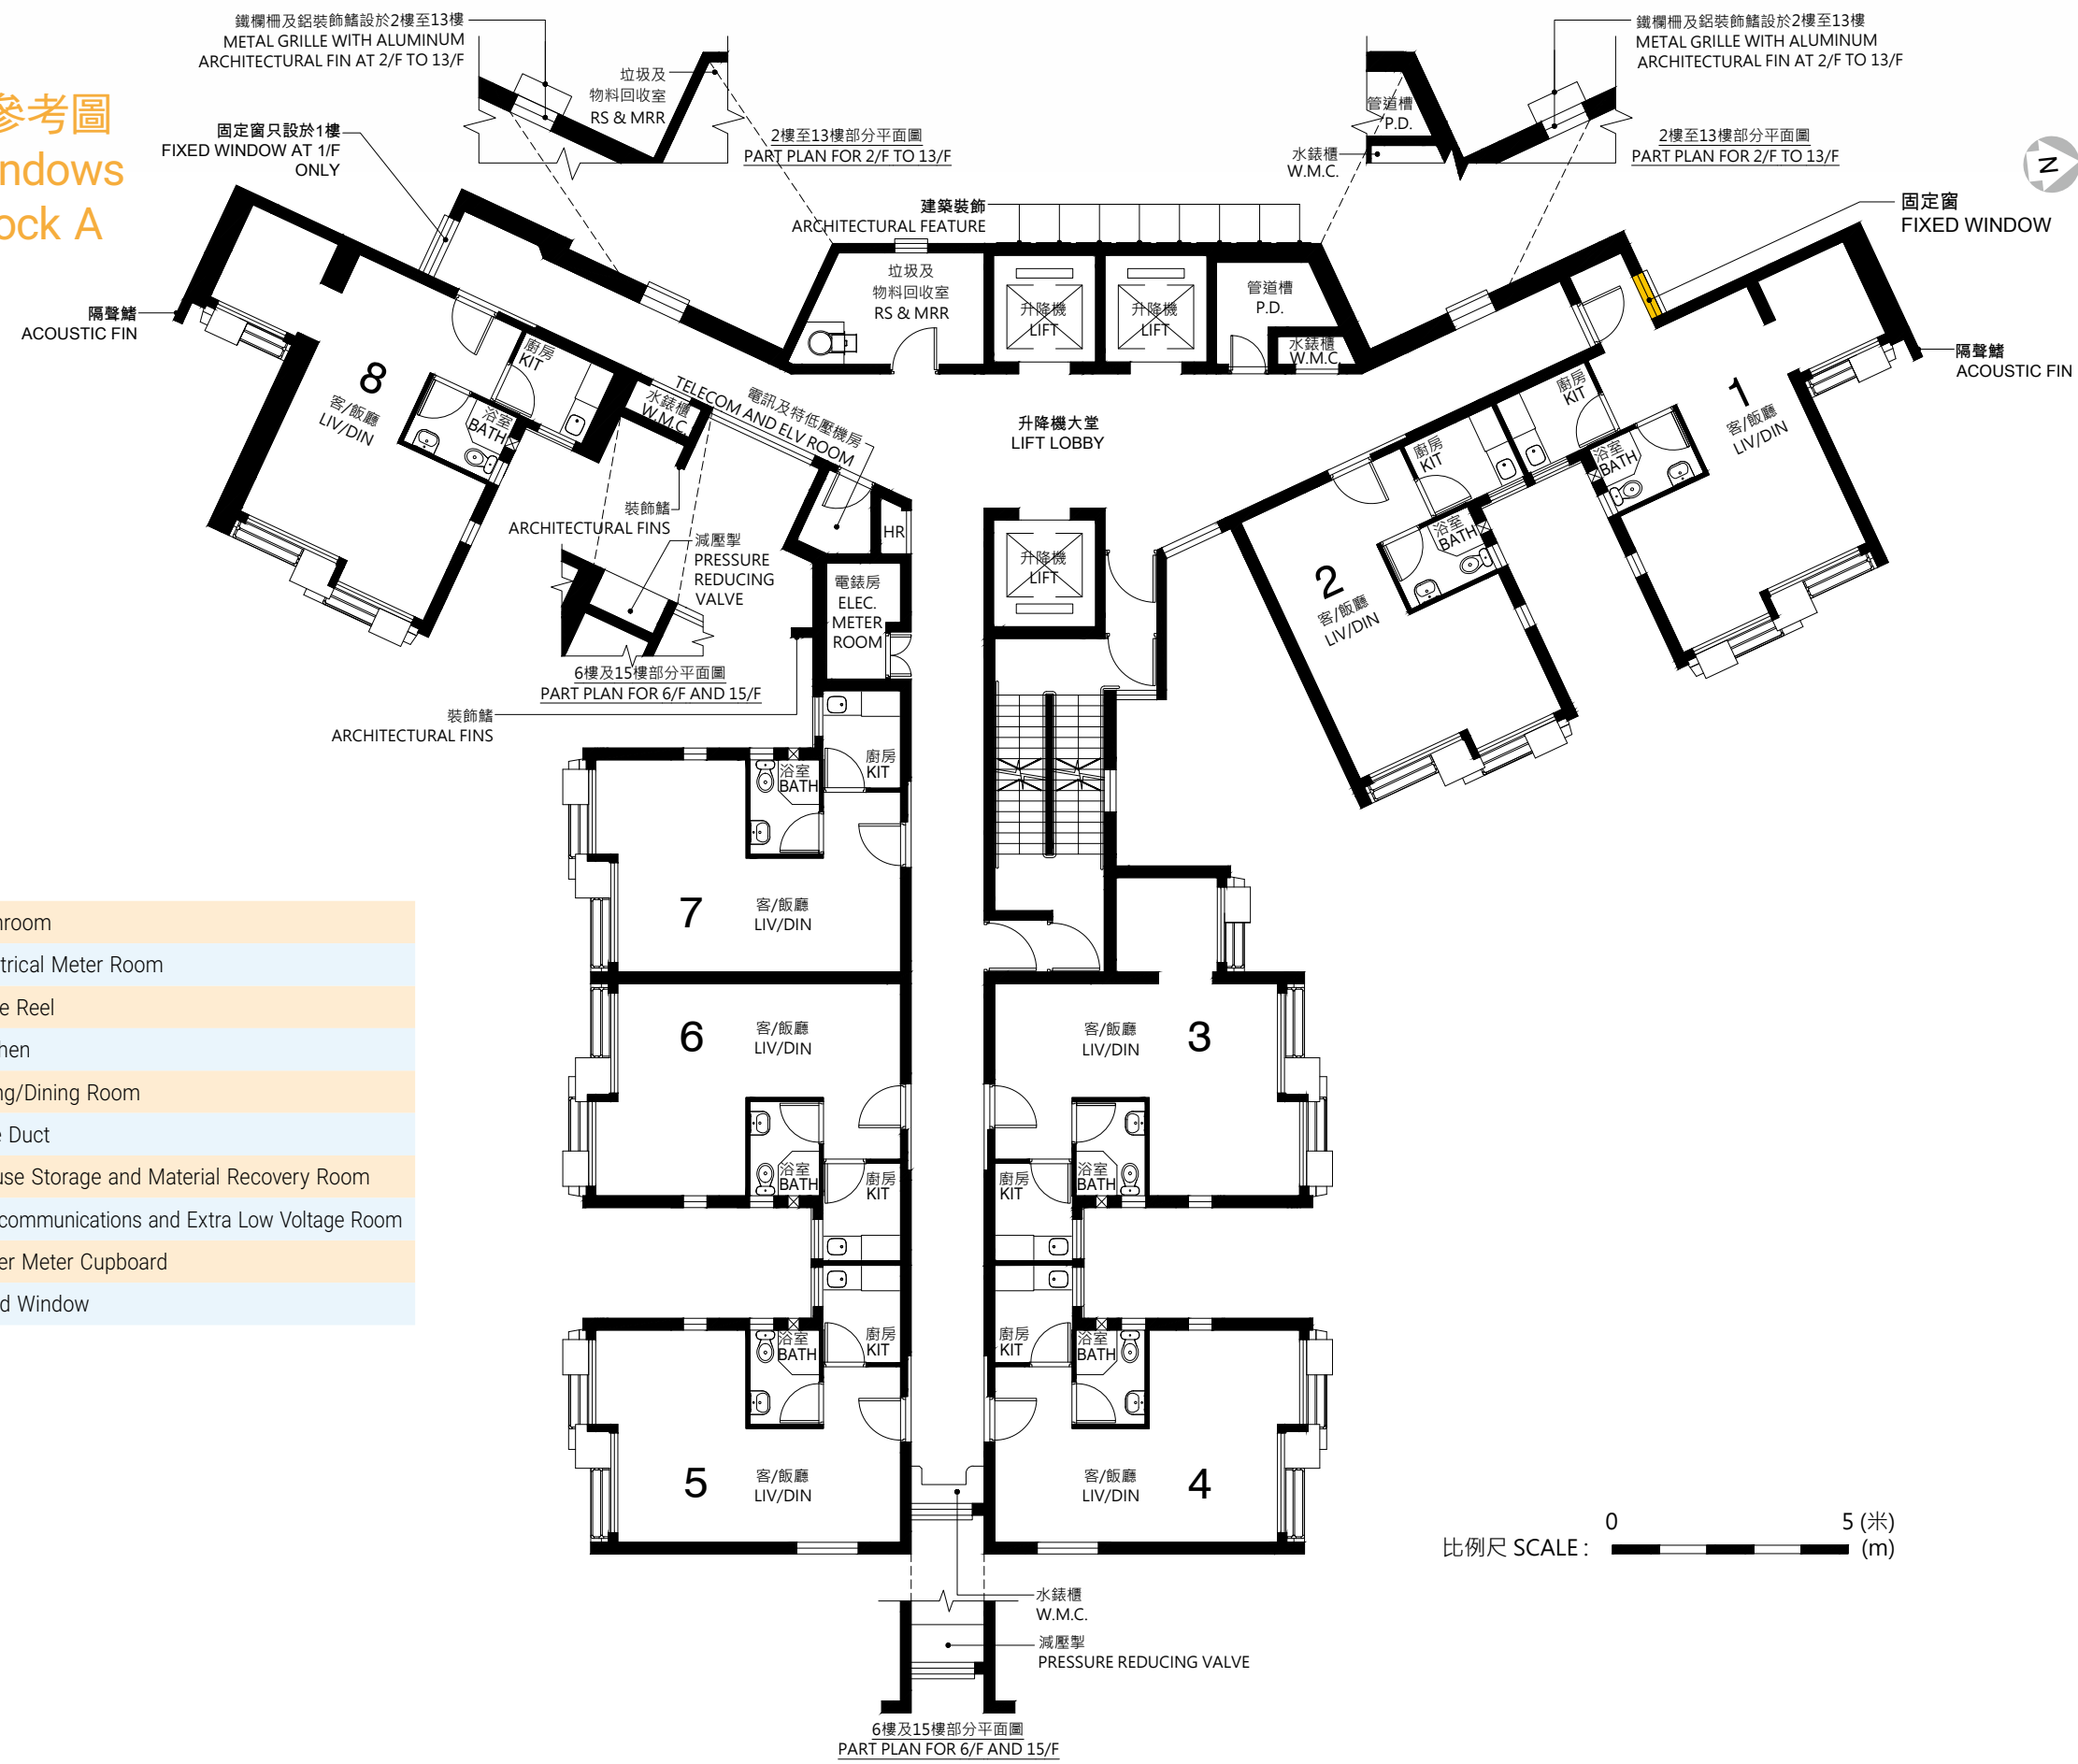 鐵欄柵及鋁裝飾鰭設於2樓至13樓
METAL GRILLE WITH ALUMINUM
ARCHITECTURAL FIN AT 2/F TO 13/F
垃圾及
物料回收室
RS & MRR
2樓至13樓部分平面圖
PART PLAN FOR 2/F TO 13/F
鐵欄柵及鋁裝飾鰭設於2樓至13樓
METAL GRILLE WITH ALUMINUM
ARCHITECTURAL FIN AT 2/F TO 13/F
管道槽
P.D.
水錶櫃
W.M.C.
2樓至13樓部分平面圖
PART PLAN FOR 2/F TO 13/F
參考圖
ndows
ock A
固定窗只設於1樓
FIXED WINDOW AT 1/F
ONLY
N
建築裝飾
ARCHITECTURAL FEATURE
固定窗
FIXED WINDOW
隔聲鰭
ACOUSTIC FIN
垃圾及
物料回收室
RS & MRR
升降機
LIFT
升降機
LIFT
管道槽
P.D.
水錶櫃
W.M.C.
隔聲鰭
ACOUSTIC FIN
8
客/飯廳
LIV/DIN
廚房
KIT
浴室
BATH
水錶櫃
W.M.C.
電訊及特低壓機房
TELECOM AND ELV ROOM
升降機大堂
LIFT LOBBY
廚房
KIT
1
客/飯廳
LIV/DIN
浴室
BATH
廚房
KIT
浴室
BATH
2
客/飯廳
LIV/DIN
裝飾鰭
ARCHITECTURAL FINS
減壓掣
PRESSURE
REDUCING
VALVE
HR
電錶房
ELEC.
METER
ROOM
升降機
LIFT
6樓及15樓部分平面圖
PART PLAN FOR 6/F AND 15/F
裝飾鰭
ARCHITECTURAL FINS
廚房
KIT
浴室
BATH
7
客/飯廳
LIV/DIN
hroom
trical Meter Room
e Reel
hen
ng/Dining Room
e Duct
use Storage and Material Recovery Room
communications and Extra Low Voltage Room
er Meter Cupboard
d Window
6
客/飯廳
LIV/DIN
客/飯廳
LIV/DIN
3
浴室
BATH
廚房
KIT
廚房
KIT
浴室
BATH
浴室
BATH
廚房
KIT
廚房
KIT
浴室
BATH
5
客/飯廳
LIV/DIN
客/飯廳
LIV/DIN
4
0
5 (米)
比例尺 SCALE :
(m)
水錶櫃
W.M.C.
減壓掣
PRESSURE REDUCING VALVE
6樓及15樓部分平面圖
PART PLAN FOR 6/F AND 15/F